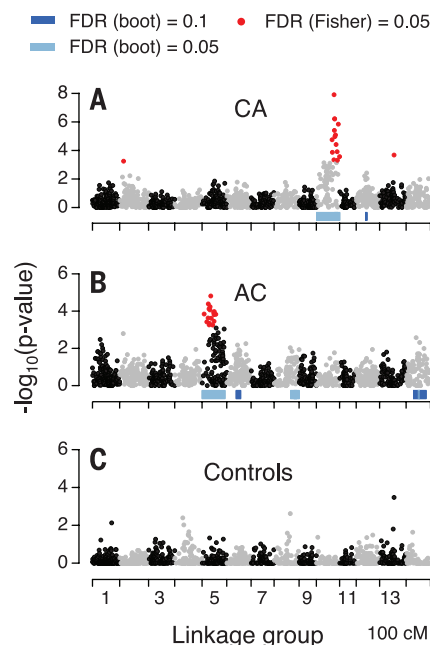 FDR (boot) = 0.1
FDR (Fisher) = 0.05
FDR (boot) = 0.05
A
CA
8
6
4
2
0
B
AC
6
4
2
0
-log10(p-value)
C
Controls
6
4
2
0
1 3 5 7 9 11 13
Linkage group
100 cM